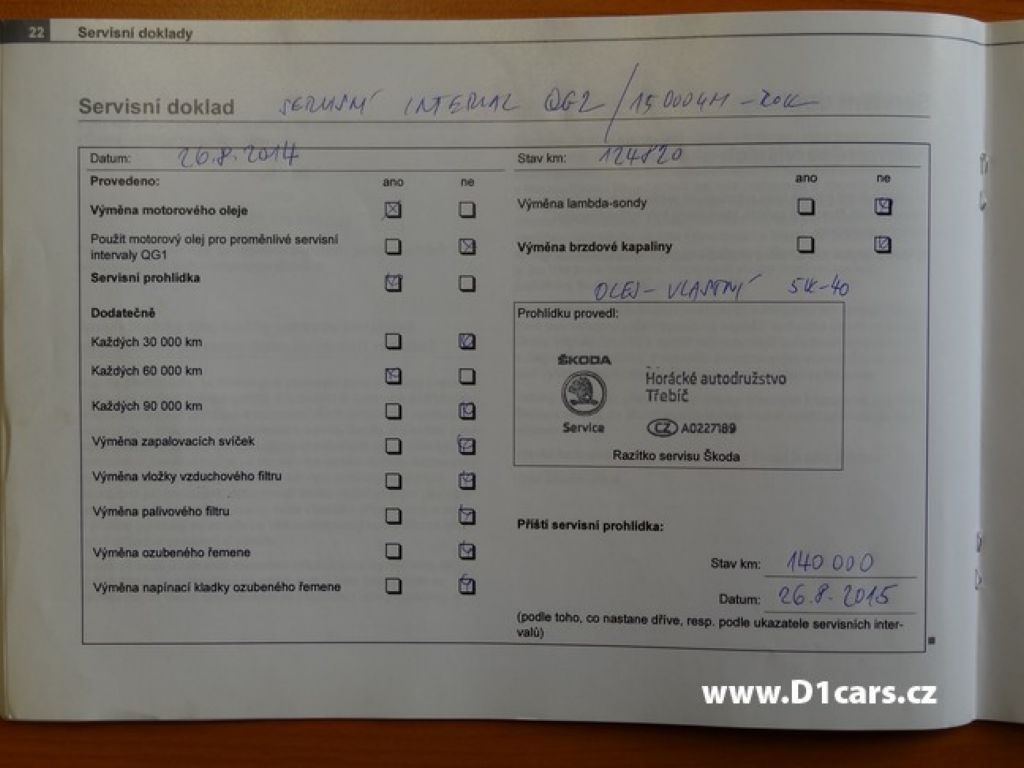 22 Servisní doklady
Servisní doklad SERVISNÍ INTERVAL QG2 / 15 000KM - ROK
Datum: 26.8.2014
Stav km: 124820
Provedeno: ano ne
Výměna motorového oleje
Použit motorový olej pro proměnlivé servisní
intervaly QG1
Servisní prohlídka
Dodatečně
Každých 30 000 km
Každých 60 000 km
Každých 90 000 km
Výměna zapalovacích svíček
Výměna vložky vzduchového filtru
Výměna palivového filtru
Výměna ozubeného řemene
Výměna napínací kladky ozubeného řemene
ano ne
Výměna lambda-sondy
Výměna brzdové kapaliny
OLEJ - VLASTNÍ 5W-40
Prohlídku provedl:
ŠKODA
Service
Horácké autodružstvo
Třebíč
CZ A0227189
Razítko servisu Škoda
Příští servisní prohlídka:
Stav km: 140 000
Datum: 26.8.2015
(podle toho, co nastane dříve, resp. podle ukazatele servisních inter-
valů)
www.D1cars.cz